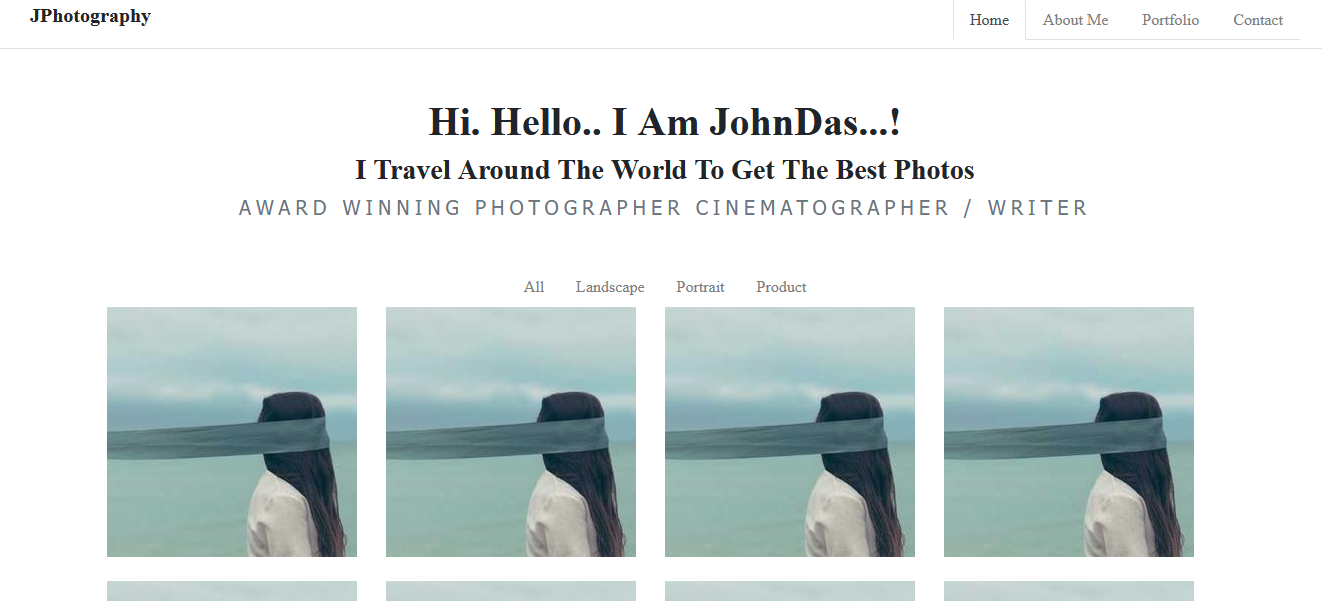 JPhotography
Home About Me Portfolio Contact
Hi. Hello.. I Am JohnDas...!
I Travel Around The World To Get The Best Photos
AWARD WINNING PHOTOGRAPHER CINEMATOGRAPHER / WRITER
All Landscape Portrait Product